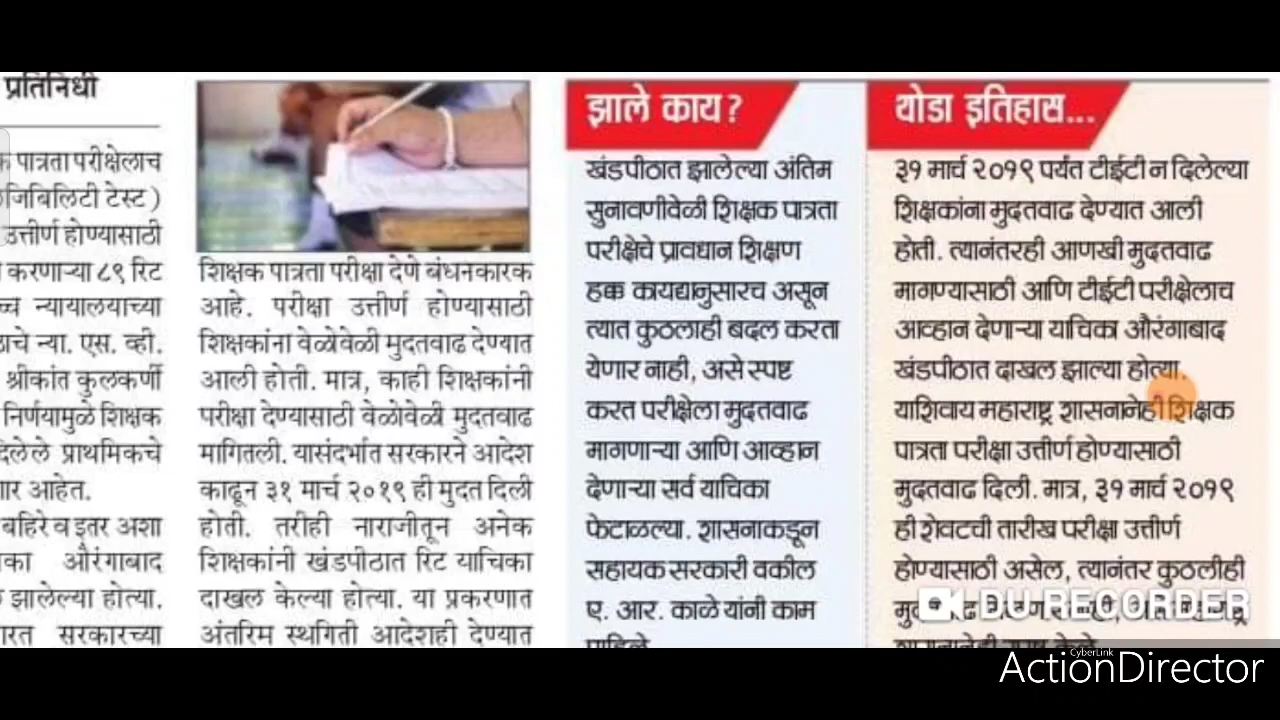 प्रतिनिधी
पात्रता परीक्षेलाच
जिबिलिटी टेस्ट)
उत्तीर्ण होण्यासाठी
करणाऱ्या ८९ रिट
न्यायालयाच्या
न्या. एस. व्ही.
श्रीकांत कुलकर्णी
निर्णयामुळे शिक्षक
प्राथमिकचे
आहेत.
बहिरे व इतर अशा
औरंगाबाद
झालेल्या होत्या.
सरकारच्या
शिक्षक पात्रता परीक्षा देणे बंधनकारक
आहे. परीक्षा उत्तीर्ण होण्यासाठी
शिक्षकांना वेळोवेळी मुदतवाढ देण्यात
आली होती. मात्र, काही शिक्षकांनी
परीक्षा देण्यासाठी वेळोवेळी मुदतवाढ
मागितली. यासंदर्भात सरकारने आदेश
काढून ३१ मार्च २०१९ ही मुदत दिली
होती. तरीही नाराजीतून अनेक
शिक्षकांनी खंडपीठात रिट याचिका
दाखल केल्या होत्या. या प्रकरणात
अंतरिम स्थगिती आदेशही देण्यात
झाले काय?
खंडपीठात झालेल्या अंतिम
सुनावणीवेळी शिक्षक पात्रता
परीक्षेचे प्रावधान शिक्षण
हक्क कायद्यानुसारच असून
त्यात कुठलाही बदल करता
येणार नाही, असे स्पष्ट
करत परीक्षेला मुदतवाढ
मागणाऱ्या आणि आव्हान
देणाऱ्या सर्व याचिका
फेटाळल्या. शासनाकडून
सहायक सरकारी वकील
ए. आर. काळे यांनी काम
थोडा इतिहास...
३१ मार्च २०१९ पर्यंत टीईटी न दिलेल्या
शिक्षकांना मुदतवाढ देण्यात आली
होती. त्यानंतरही आणखी मुदतवाढ
मागण्यासाठी आणि टीईटी परीक्षेलाच
आव्हान देणाऱ्या याचिका औरंगाबाद
खंडपीठात दाखल झाल्या होत्या.
याशिवाय महाराष्ट्र शासनानेही शिक्षक
पात्रता परीक्षा उत्तीर्ण होण्यासाठी
मुदतवाढ दिली. मात्र, ३१ मार्च २०१९
ही शेवटची तारीख परीक्षा उत्तीर्ण
होण्यासाठी असेल, त्यानंतर कुठलीही
DU RECORDER
CyberLink
ActionDirector